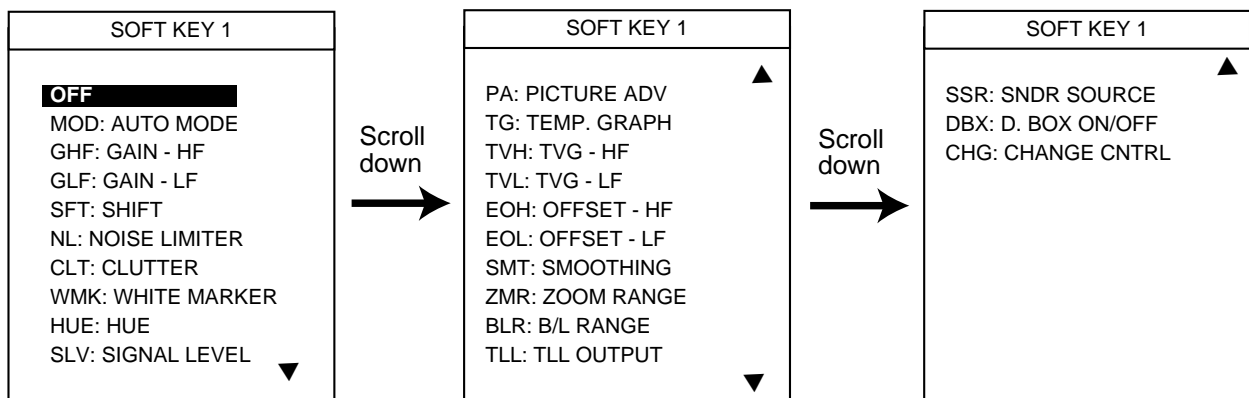 SOFT KEY 1
OFF
MOD: AUTO MODE
GHF: GAIN - HF
GLF: GAIN - LF
SFT: SHIFT
NL: NOISE LIMITER
CLT: CLUTTER
WMK: WHITE MARKER
HUE: HUE
SLV: SIGNAL LEVEL
Scroll
down
SOFT KEY 1
PA: PICTURE ADV
TG: TEMP. GRAPH
TVH: TVG - HF
TVL: TVG - LF
EOH: OFFSET - HF
EOL: OFFSET - LF
SMT: SMOOTHING
ZMR: ZOOM RANGE
BLR: B/L RANGE
TLL: TLL OUTPUT
Scroll
down
SOFT KEY 1
SSR: SNDR SOURCE
DBX: D. BOX ON/OFF
CHG: CHANGE CNTRL